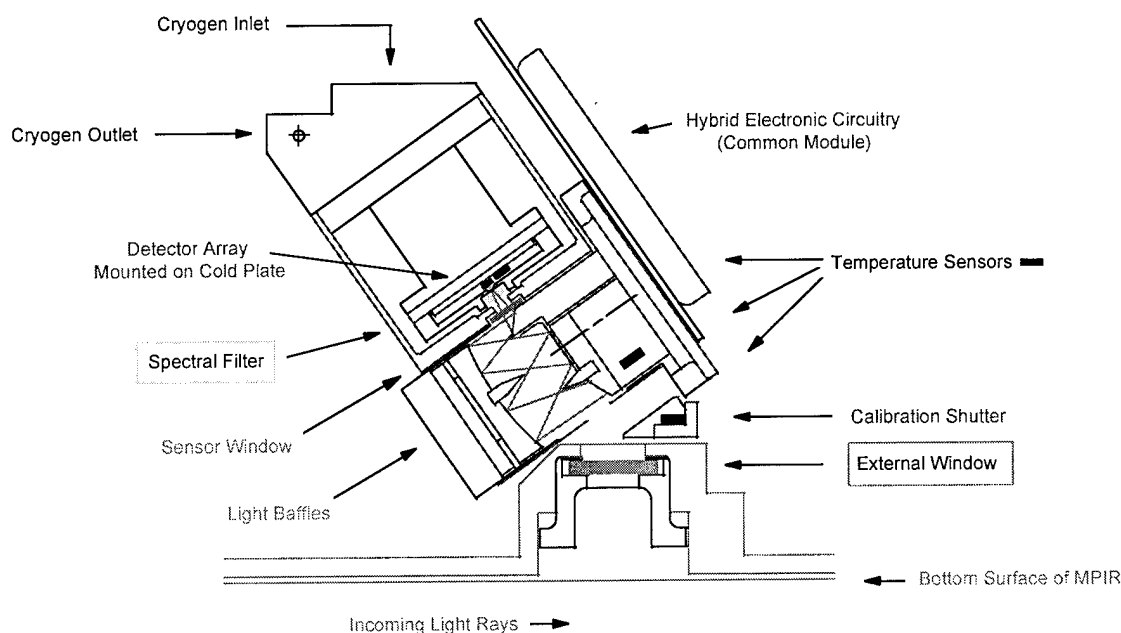 Cryogen Inlet
Cryogen Outlet
Hybrid Electronic Circuitry
(Common Module)
Detector Array
Mounted on Cold Plate
Temperature Sensors
Spectral Filter
Calibration Shutter
Sensor Window
External Window
Light Baffles
Bottom Surface of MPIR
Incoming Light Rays